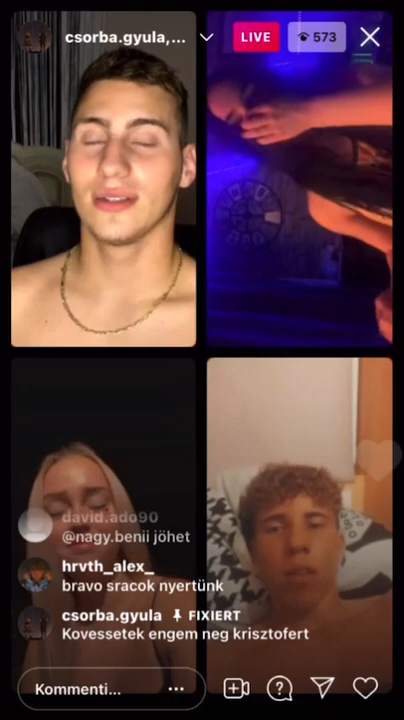 csorba.gyula,...
LIVE
573
david.ado90
@nagy.benii jöhet
hrvth_alex_
bravo sracok nyertünk
csorba.gyula FIXIERT
Kovessetek engem neg krisztofert
Kommenti...